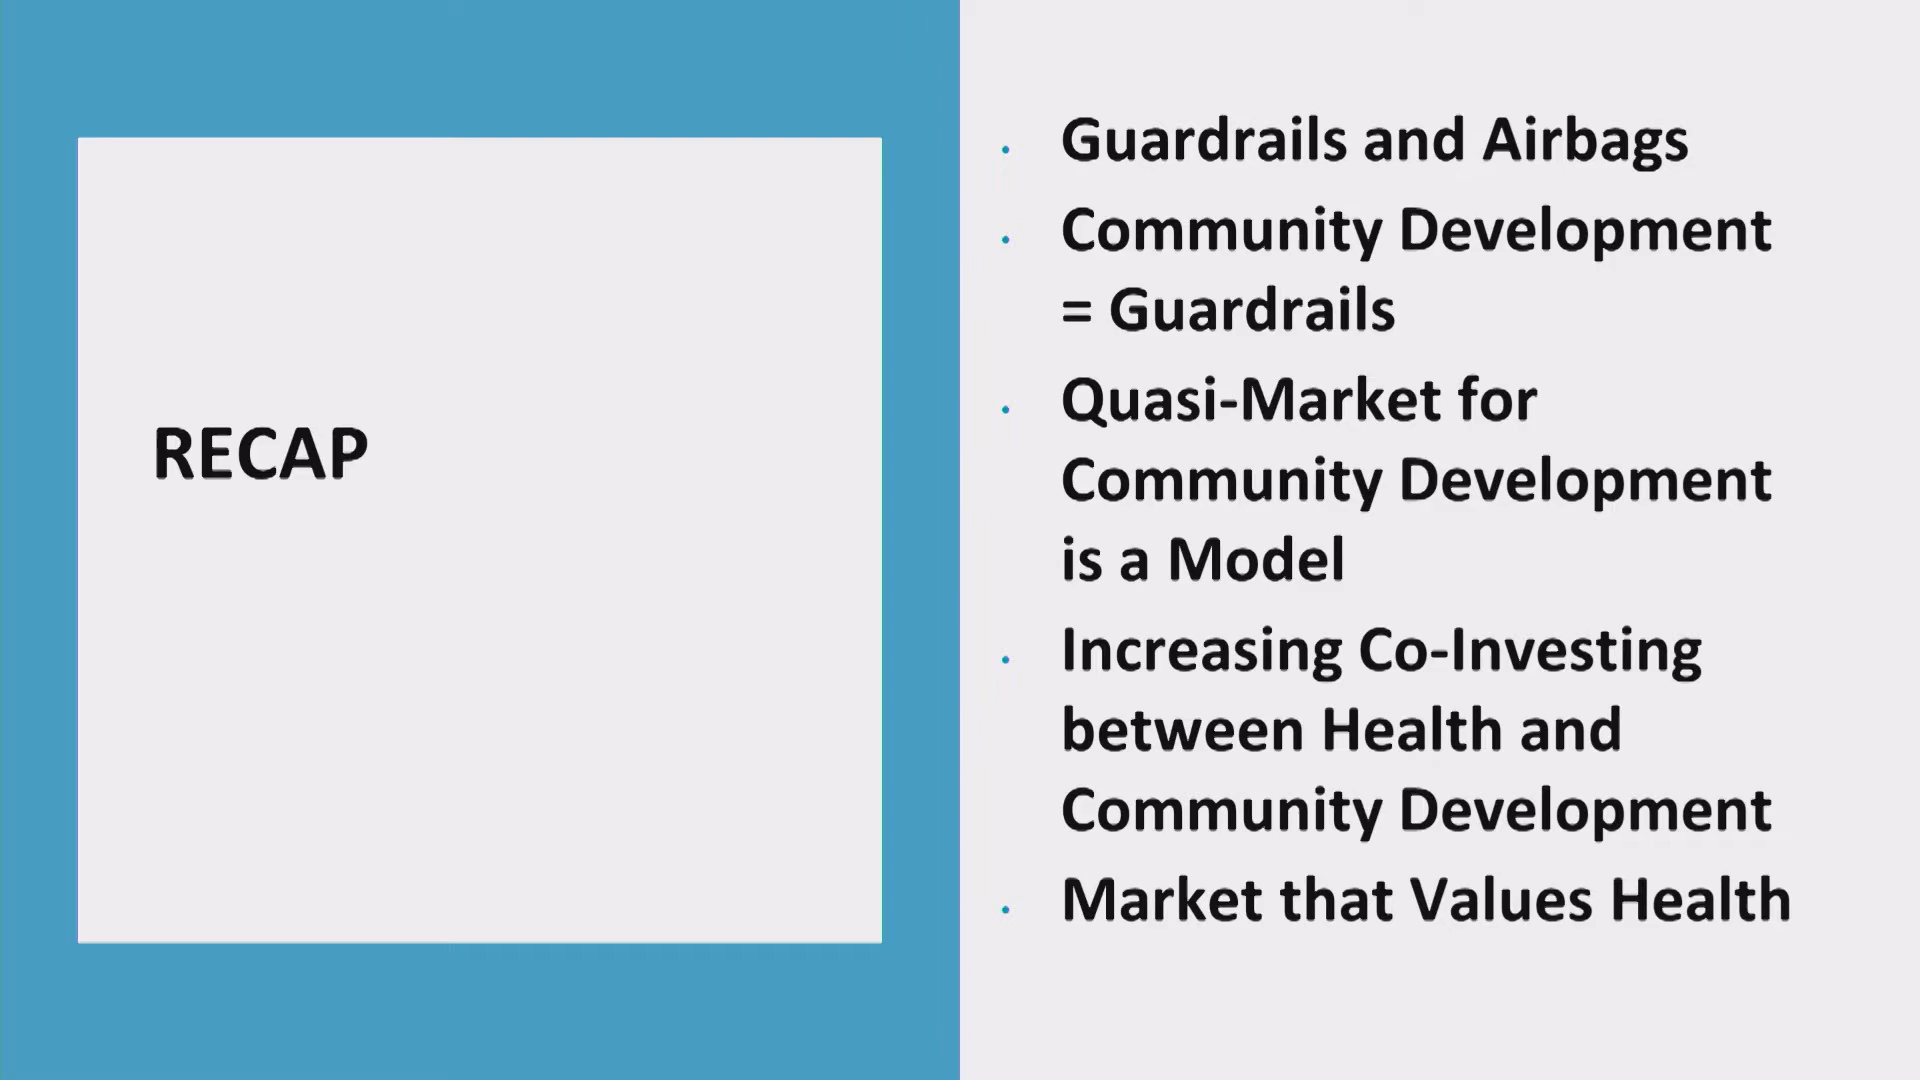 RECAP
Guardrails and Airbags
Community Development
= Guardrails
Quasi-Market for
Community Development
is a Model
Increasing Co-Investing
between Health and
Community Development
Market that Values Health